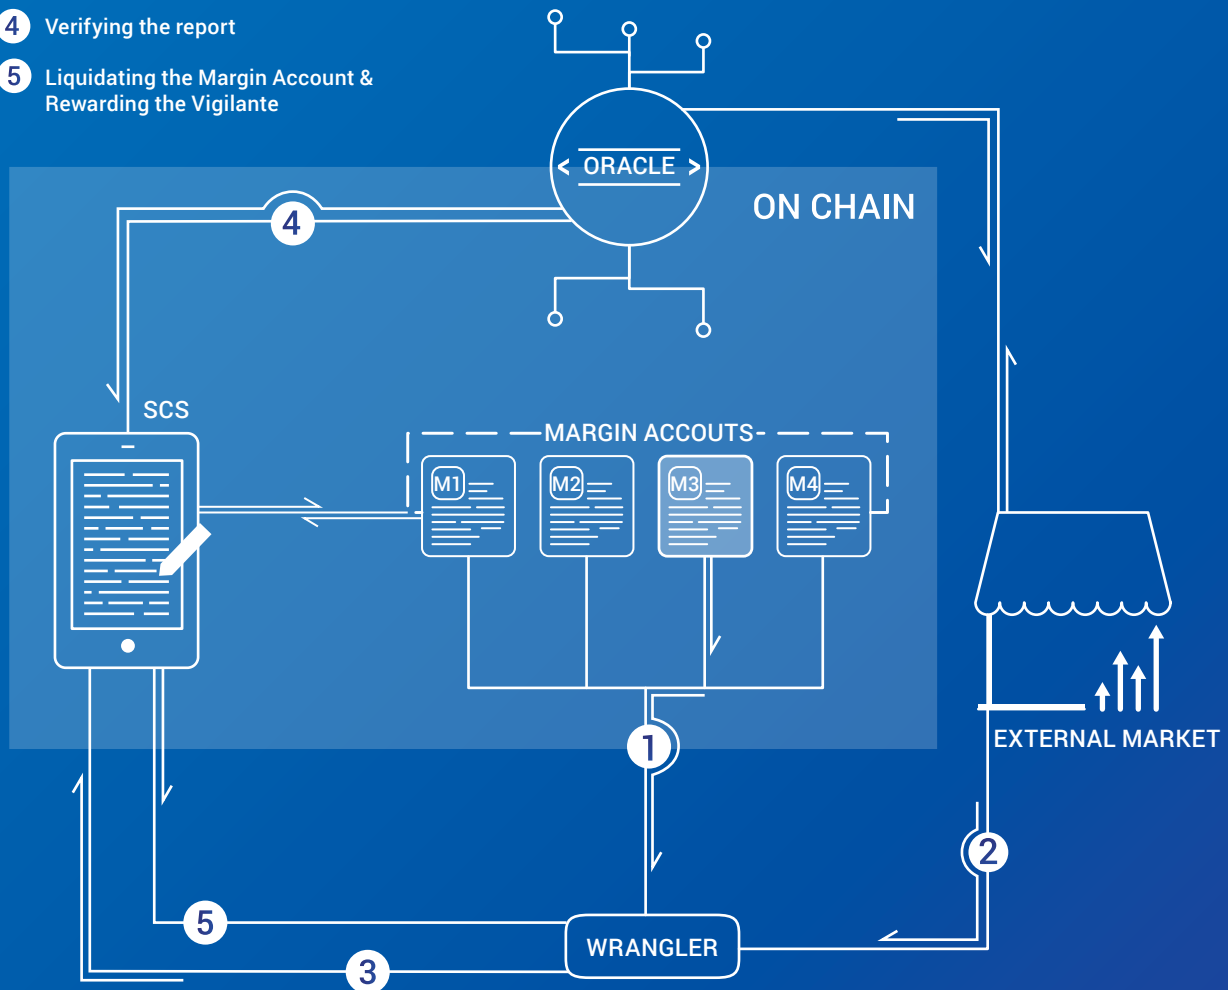 4 Verifying the report
5 Liquidating the Margin Account &
Rewarding the Vigilante
< ORACLE >
ON CHAIN
4
SCS
MARGIN ACCOUTS
M1 M2 M3 M4
1
EXTERNAL MARKET
2
5
WRANGLER
3